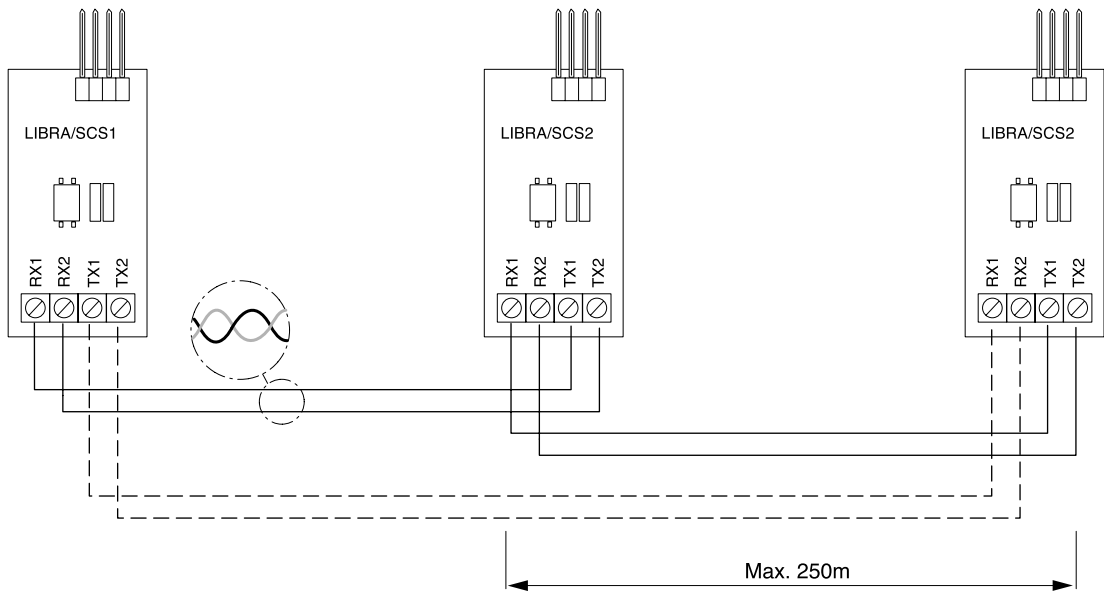 LIBRA/SCS1
LIBRA/SCS2
LIBRA/SCS2
RX1 RX2 TX1 TX2
RX1 RX2 TX1 TX2
RX1 RX2 TX1 TX2
Max. 250m